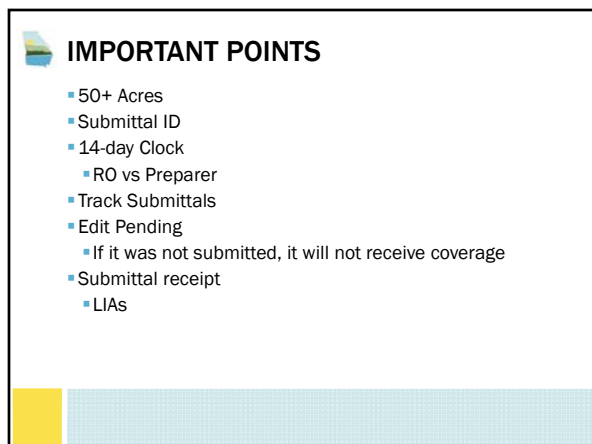 IMPORTANT POINTS
▪ 50+ Acres
▪ Submittal ID
▪ 14-day Clock
▪ RO vs Preparer
▪ Track Submittals
▪ Edit Pending
▪ If it was not submitted, it will not receive coverage
▪ Submittal receipt
▪ LIAs